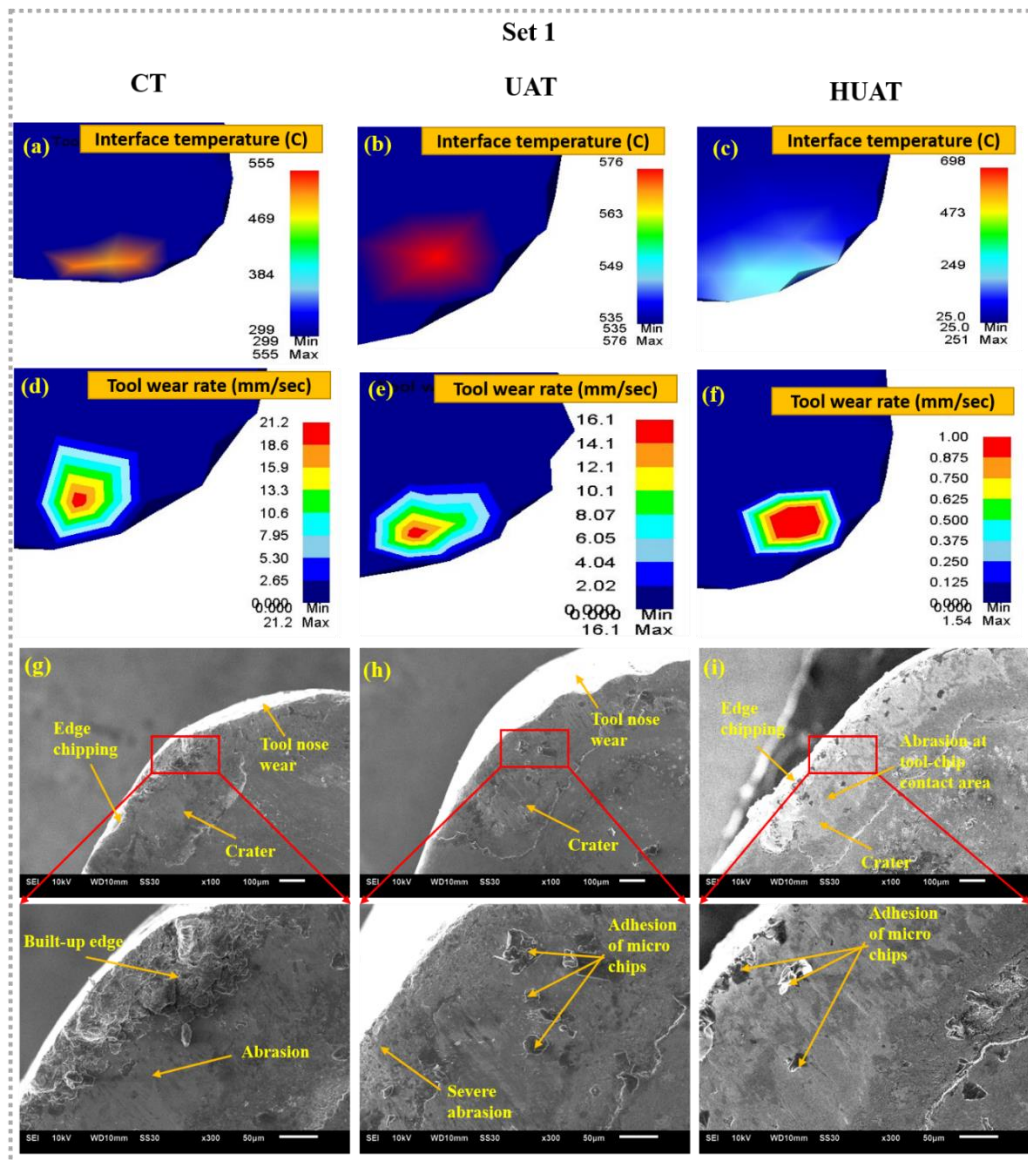 Set 1
CT
UAT
HUAT
(a)
Interface temperature (C)
555
469
384
299
299 Min
555 Max
(b)
Interface temperature (C)
576
563
549
535
535 Min
576 Max
(c)
Interface temperature (C)
698
473
249
25.0
25.0 Min
251 Max
(d)
Tool wear rate (mm/sec)
21.2
18.6
15.9
13.3
10.6
7.95
5.30
2.65
0.000
0.000 Min
21.2 Max
(e)
Tool wear rate (mm/sec)
16.1
14.1
12.1
10.1
8.07
6.05
4.04
2.02
0.000
0.000 Min
16.1 Max
(f)
Tool wear rate (mm/sec)
1.00
0.875
0.750
0.625
0.500
0.375
0.250
0.125
0.000
0.000 Min
1.54 Max
(g)
Edge
chipping
Tool nose
wear
Crater
SEI 10kV WD10mm SS30 x100 100µm
(h)
Tool nose
wear
Crater
SEI 10kV WD10mm SS30 x100 100µm
(i)
Edge
chipping
Abrasion at
tool-chip
contact area
Crater
SEI 10kV WD10mm SS30 x100 100µm
Built-up edge
Abrasion
SEI 10kV WD10mm SS30 x300 50µm
Adhesion
of micro
chips
Severe
abrasion
SEI 10kV WD10mm SS30 x300 50µm
Adhesion
of micro
chips
SEI 10kV WD10mm SS30 x300 50µm